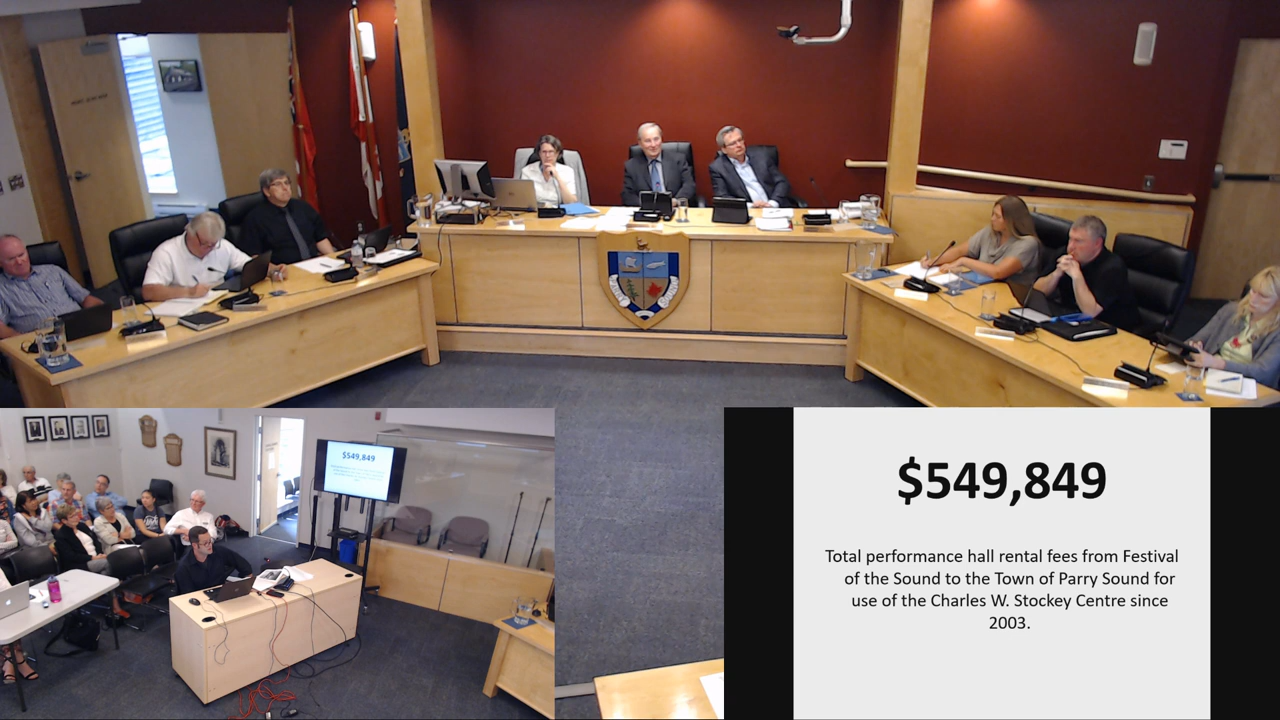 $549,849
$549,849
Total performance hall rental fees from Festival
of the Sound to the Town of Parry Sound for
use of the Charles W. Stockey Centre since
2003.